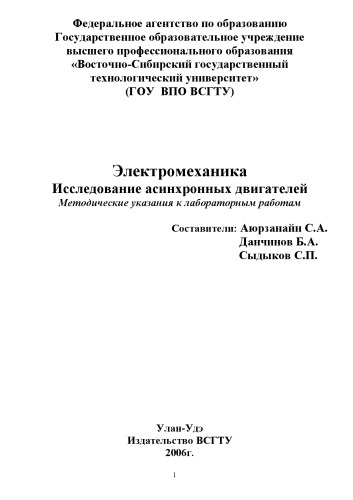 Федеральное агентство по образованию
Государственное образовательное учреждение
высшего профессионального образования
«Восточно-Сибирский государственный
технологический университет»
(ГОУ ВПО ВСГТУ)
Электромеханика
Исследование асинхронных двигателей
Методические указания к лабораторным работам
Составители: Аюрзанайн С.А.
Данчинов Б.А.
Сыдыков С.П.
Улан-Удэ
Издательство ВСГТУ
2006г.
1